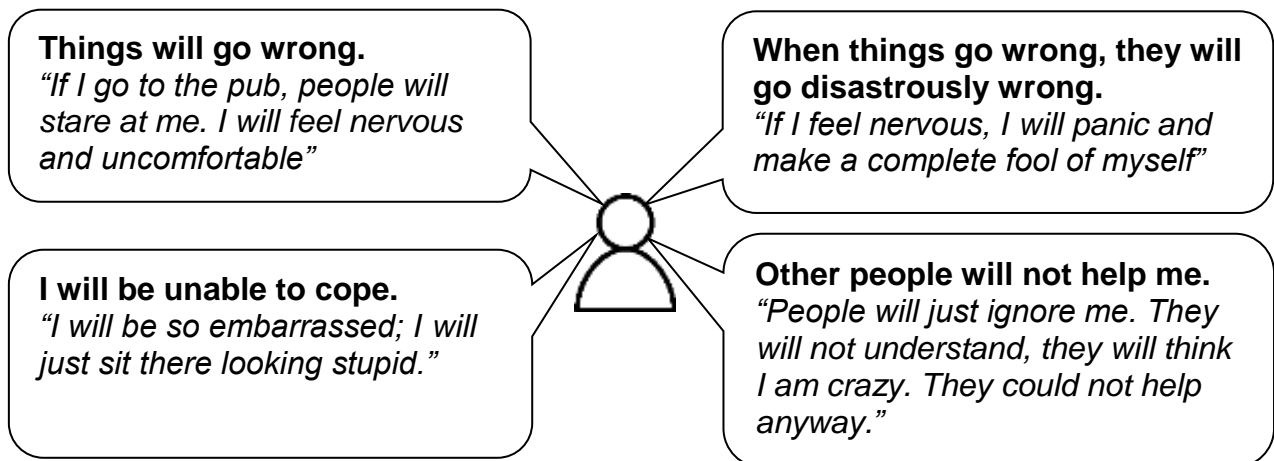 Things will go wrong.
“If I go to the pub, people will
stare at me. I will feel nervous
and uncomfortable”
When things go wrong, they will
go disastrously wrong.
“If I feel nervous, I will panic and
make a complete fool of myself”
I will be unable to cope.
“I will be so embarrassed; I will
just sit there looking stupid.”
Other people will not help me.
“People will just ignore me. They
will not understand, they will think
I am crazy. They could not help
anyway.”